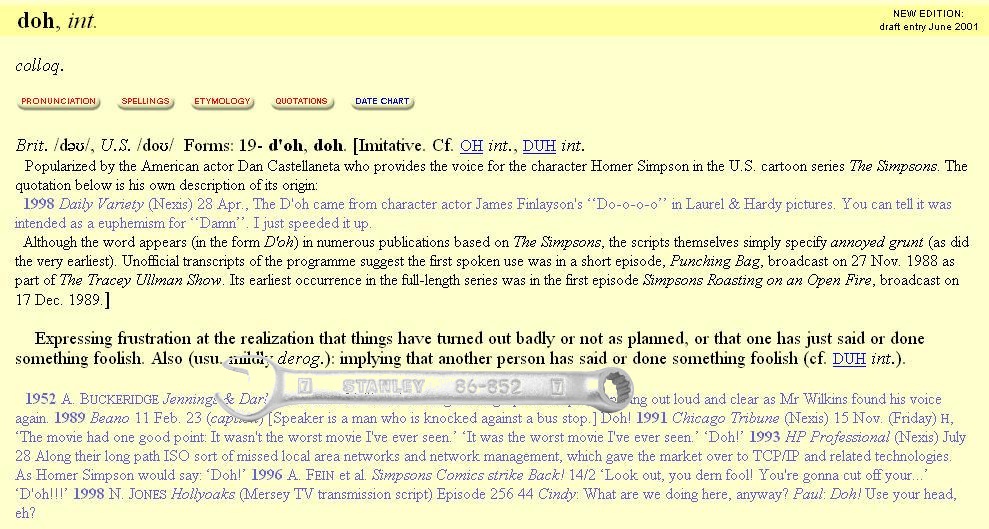 doh, int.
NEW EDITION:
draft entry June 2001
colloq.
PRONUNCIATION SPELLINGS ETYMOLOGY QUOTATIONS DATE CHART
Brit. /dəʊ/, U.S. /doʊ/ Forms: 19- d'oh, doh. [Imitative. Cf. OH int., DUH int.
Popularized by the American actor Dan Castellaneta who provides the voice for the character Homer Simpson in the U.S. cartoon series The Simpsons. The
quotation below is his own description of its origin:
1998 Daily Variety (Nexis) 28 Apr., The D'oh came from character actor James Finlayson's “Do-o-o-o” in Laurel & Hardy pictures. You can tell it was
intended as a euphemism for “Damn”. I just speeded it up.
Although the word appears (in the form D'oh) in numerous publications based on The Simpsons, the scripts themselves simply specify annoyed grunt (as did
the very earliest). Unofficial transcripts of the programme suggest the first spoken use was in a short episode, Punching Bag, broadcast on 27 Nov. 1988 as
part of The Tracey Ullman Show. Its earliest occurrence in the full-length series was in the first episode Simpsons Roasting on an Open Fire, broadcast on
17 Dec. 1989.]
Expressing frustration at the realization that things have turned out badly or not as planned, or that one has just said or done
something foolish. Also (usu. mildly derog.): implying that another person has said or done something foolish (cf. DUH int.).
7 STANLEY 86-852 7
1952 A. BUCKERIDGE Jennings & out loud and clear as Mr Wilkins found his voice
again. 1989 Beano 11 Feb. 23 (caption) [Speaker is a man who is knocked against a bus stop.] Doh! 1991 Chicago Tribune (Nexis) 15 Nov. (Friday) H,
‘The movie had one good point: It wasn't the worst movie I've ever seen.’ ‘It was the worst movie I've ever seen.’ ‘Doh!’ 1993 HP Professional (Nexis) July
28 Along their long path ISO sort of missed local area networks and network management, which gave the market over to TCP/IP and related technologies.
As Homer Simpson would say: ‘Doh!’ 1996 A. FEIN et al. Simpsons Comics strike Back! 14/2 ‘Look out, you dern fool! You're gonna cut off your...’
‘D'oh!!!’ 1998 N. JONES Hollyoaks (Mersey TV transmission script) Episode 256 44 Cindy: What are we doing here, anyway? Paul: Doh! Use your head,
eh?